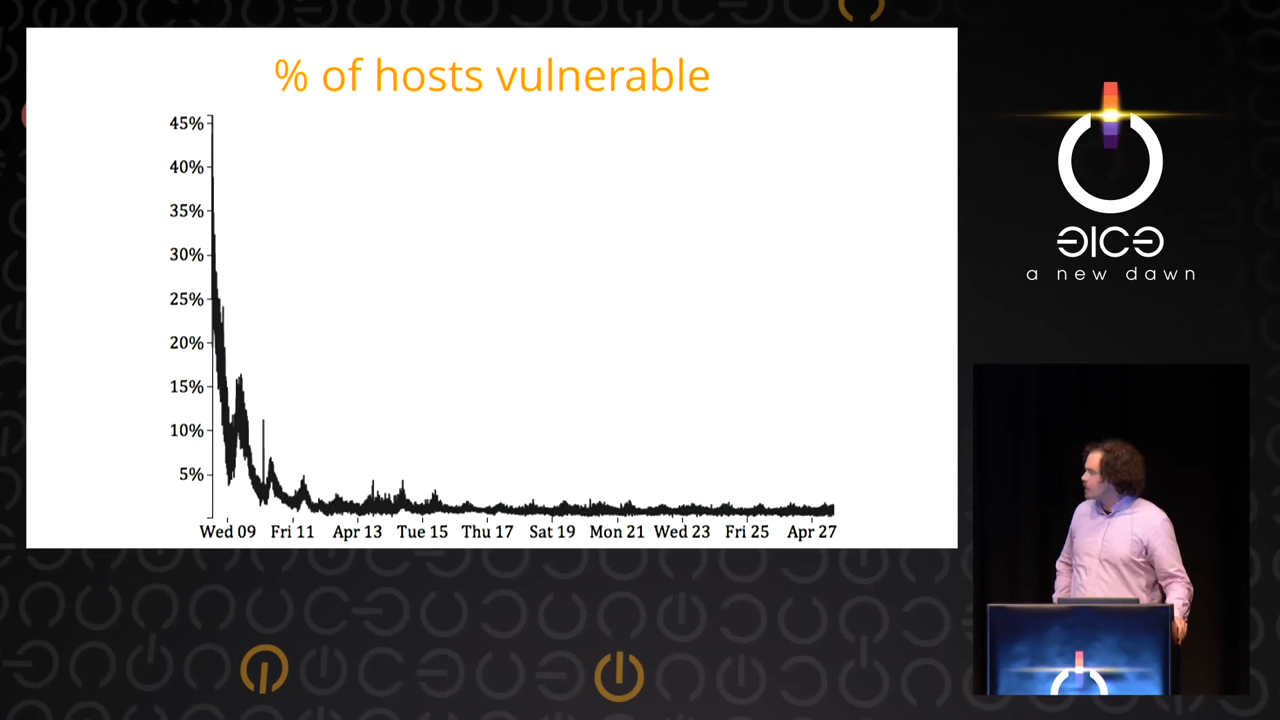 % of hosts vulnerable
45%
40%
35%
30%
25%
20%
15%
10%
5%
Wed 09 Fri 11 Apr 13 Tue 15 Thu 17 Sat 19 Mon 21 Wed 23 Fri 25 Apr 27
ƎICƎ
a new dawn